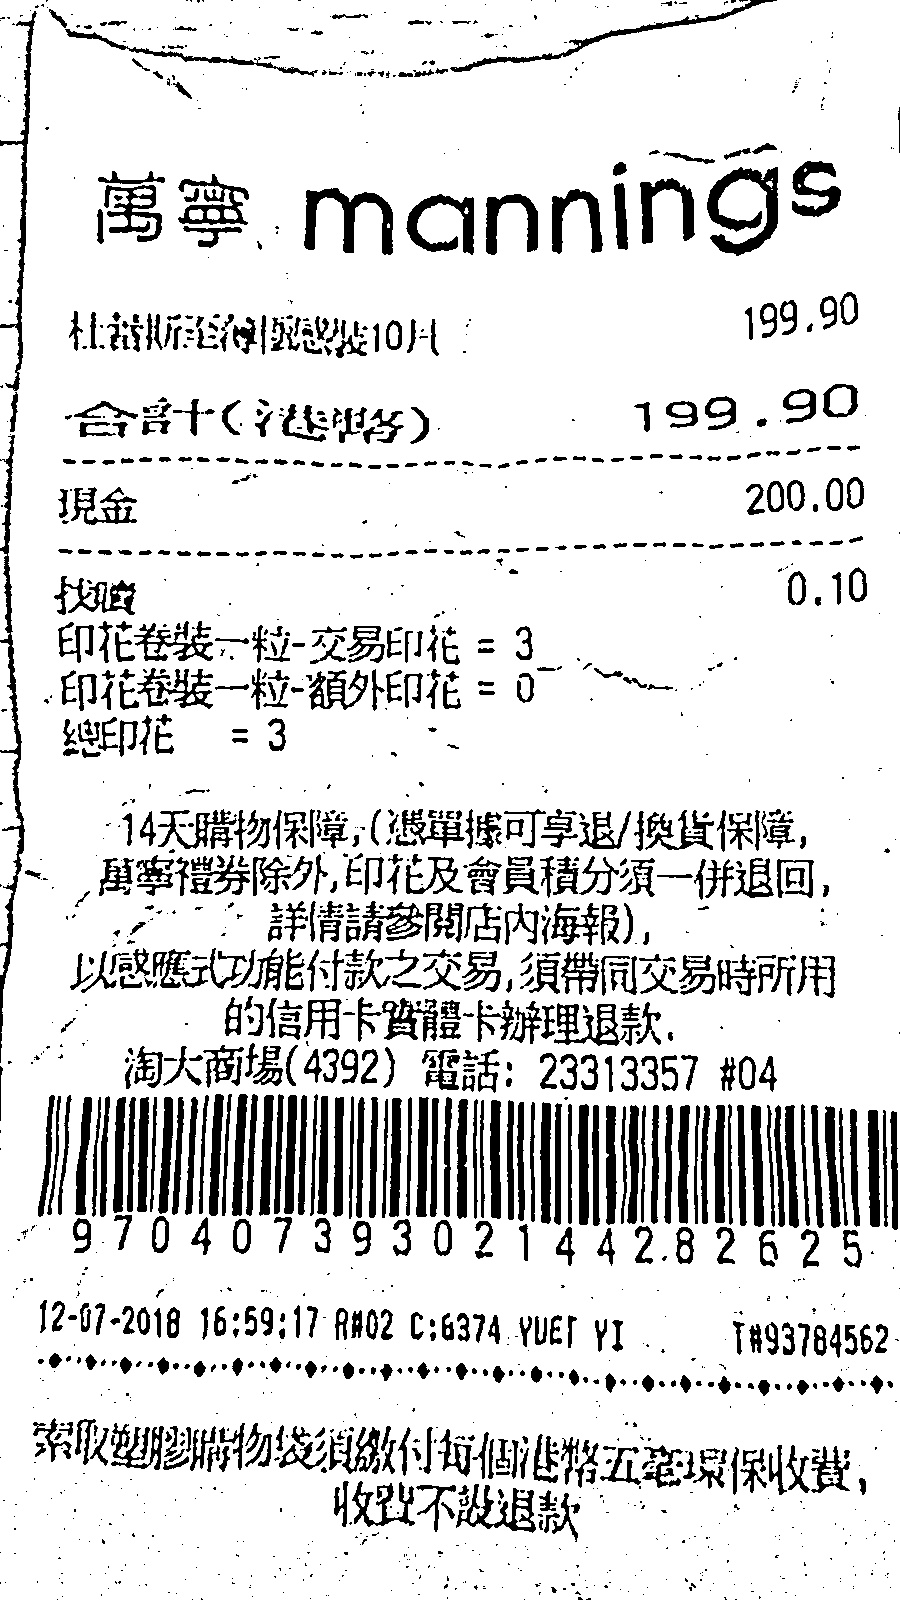 萬寧 mannings
杜蕾斯至薄幻隱感裝10片 199.90
合計(港幣) 199.90
現金 200.00
找贖 0.10
印花卷裝一粒-交易印花 = 3
印花卷裝一粒-額外印花 = 0
總印花 = 3
14天購物保障,(憑單據可享退/換貨保障,
萬寧禮券除外,印花及會員積分須一併退回,
詳情請參閱店內海報),
以感應式功能付款之交易,須帶同交易時所用
的信用卡實體卡辦理退款.
淘大商場(4392) 電話: 23313357 #04
97040739302144282625
12-07-2018 16:59:17 R#02 C:6374 YUET YI T#93784562
索取塑膠購物袋須繳付每個港幣五毫環保收費,
收費不設退款